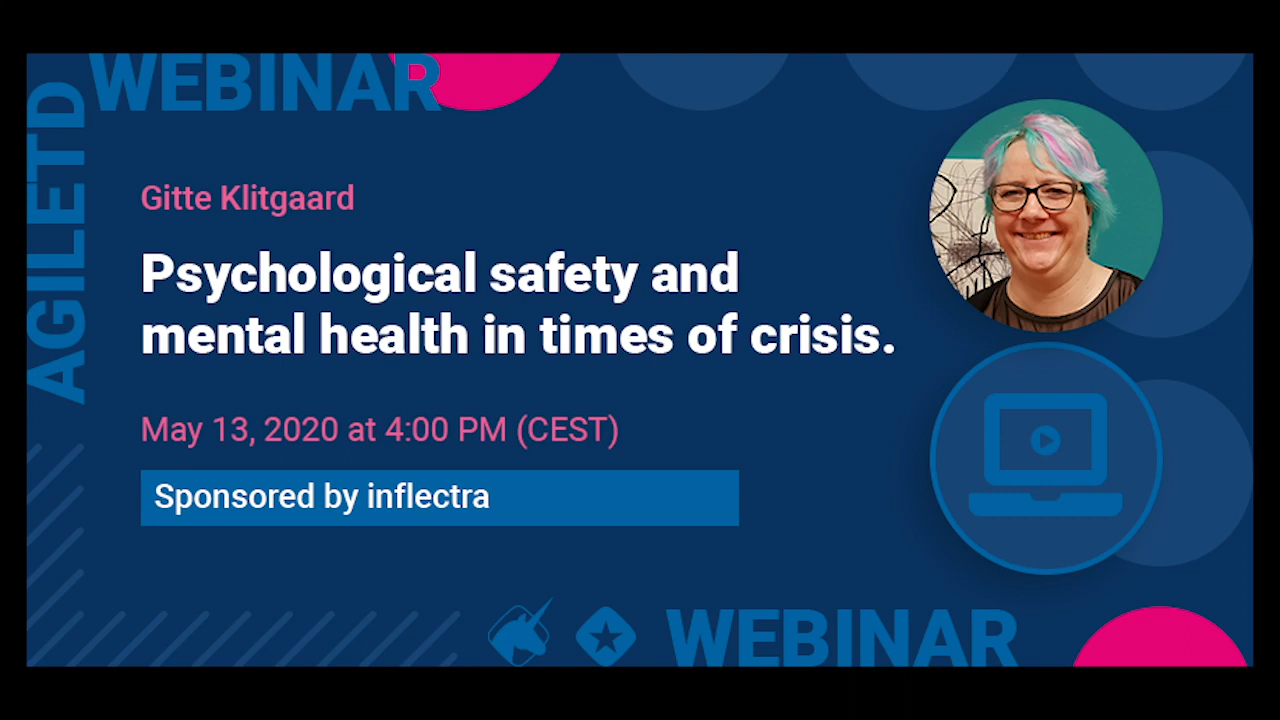 WEBINAR
AGILETD
Gitte Klitgaard
Psychological safety and
mental health in times of crisis.
May 13, 2020 at 4:00 PM (CEST)
Sponsored by inflectra
WEBINAR